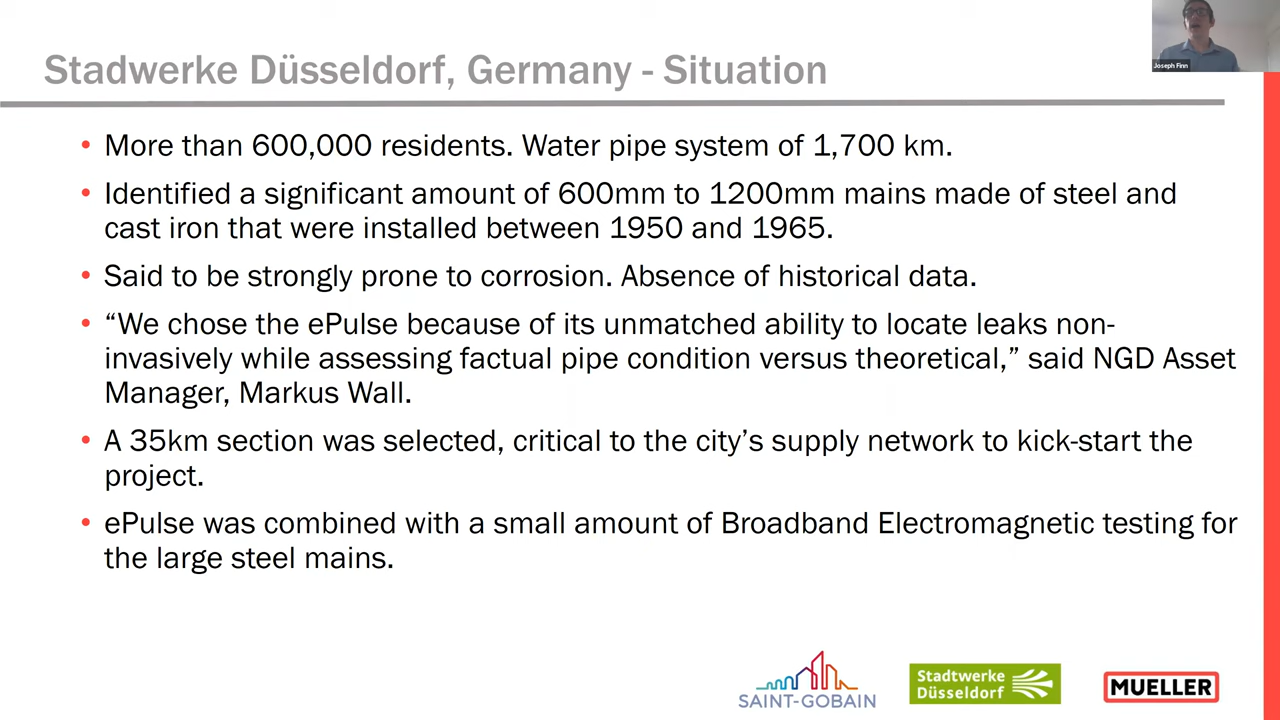 Joseph Finn
Stadwerke Düsseldorf, Germany - Situation
• More than 600,000 residents. Water pipe system of 1,700 km.
• Identified a significant amount of 600mm to 1200mm mains made of steel and
cast iron that were installed between 1950 and 1965.
• Said to be strongly prone to corrosion. Absence of historical data.
• “We chose the ePulse because of its unmatched ability to locate leaks non-
invasively while assessing factual pipe condition versus theoretical,” said NGD Asset
Manager, Markus Wall.
• A 35km section was selected, critical to the city’s supply network to kick-start the
project.
• ePulse was combined with a small amount of Broadband Electromagnetic testing for
the large steel mains.
SAINT-GOBAIN
Stadtwerke
Düsseldorf
MUELLER